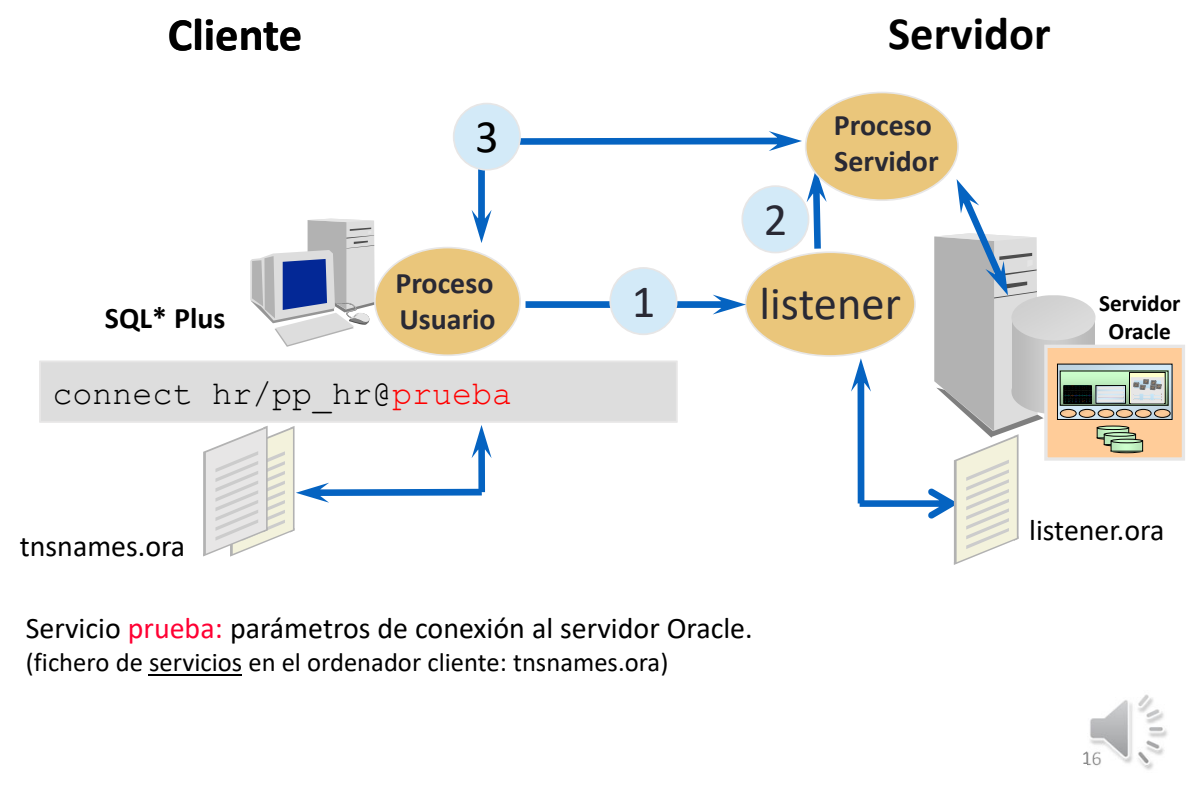 Cliente
Servidor
3
Proceso
Servidor
2
Proceso
Usuario
1
listener
SQL* Plus
Servidor
Oracle
connect hr/pp_hr@prueba
tnsnames.ora
listener.ora
Servicio prueba: parámetros de conexión al servidor Oracle.
(fichero de servicios en el ordenador cliente: tnsnames.ora)
16